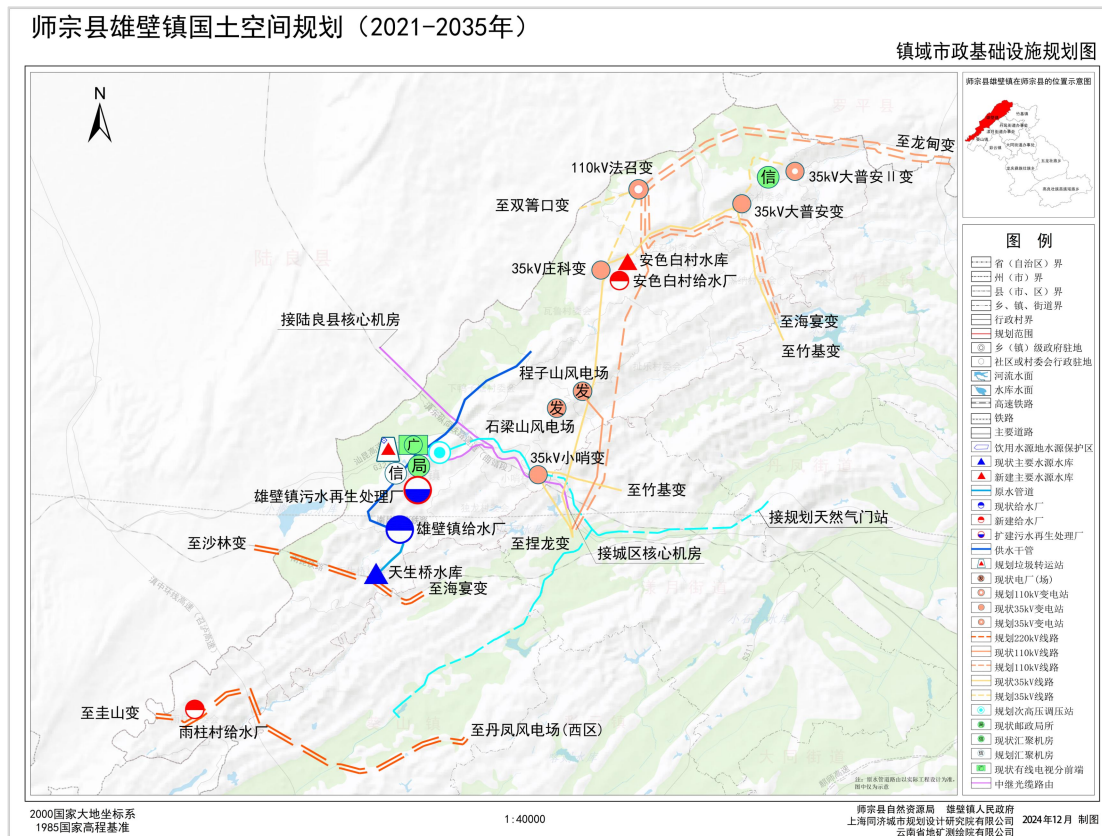 师宗县雄壁镇国土空间规划（2021-2035年）
镇域市政基础设施规划图
N
罗平县
陆良县
至龙甸变
110kV法召变
信
35kV大普安Ⅱ变
至双箐口变
35kV大普安变
安色白村水库
35kV庄科变
安色白村给水厂
至海宴变
至竹基变
接陆良县核心机房
程子山风电场
发
发
石梁山风电场
广
局
信
35kV小哨变
雄壁镇污水再生处理厂
至竹基变
雄壁镇给水厂
接规划天然气门站
至捏龙变
接城区核心机房
至沙林变
天生桥水库
至海宴变
至圭山变
雨柱村给水厂
至丹凤风电场(西区)
注：给水管道路由以实际工程设计为准，
图中仅为示意
师宗县雄壁镇在师宗县的位置示意图
图 例
省（自治区）界
州（市）界
县（市、区）界
乡、镇、街道界
行政村界
规划范围
乡（镇）级政府驻地
社区或村委会行政驻地
河流水面
水库水面
高速铁路
铁路
主要道路
饮用水源地水源保护区
现状主要水源水库
新建主要水源水库
原水管道
现状给水厂
新建给水厂
扩建污水再生处理厂
供水干管
规划垃圾转运站
现状电厂(场)
规划110kV变电站
现状35kV变电站
规划35kV变电站
规划220kV线路
现状110kV线路
规划110kV线路
现状35kV线路
规划35kV线路
规划次高压调压站
现状邮政局所
现状汇聚机房
规划汇聚机房
现状有线电视分前端
中继光缆路由
2000国家大地坐标系
1985国家高程基准
1:40000
师宗县自然资源局 雄壁镇人民政府
上海同济城市规划设计研究院有限公司
云南省地矿测绘院有限公司
2024年12月 制图